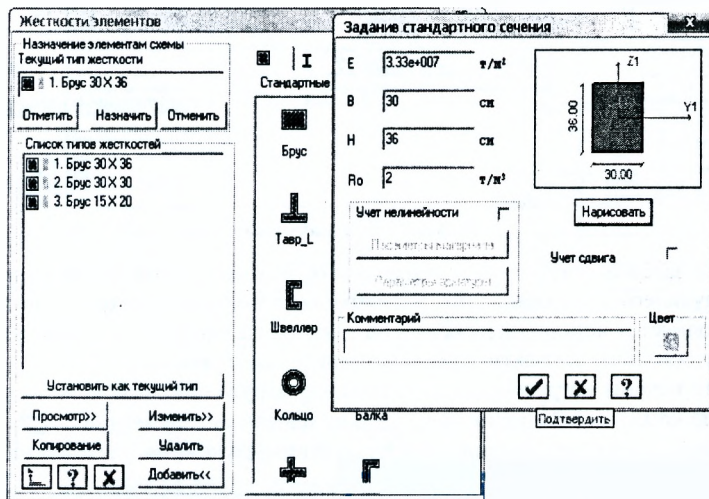 Жесткости элементов
Назначение элементам схемы
Текущий тип жесткости
1. Брус 30 X 36
Отметить
Назначить
Отменить
Список типов жесткостей
1. Брус 30 X 36
2. Брус 30 X 30
3. Брус 15 X 20
Установить как текущий тип
Просмотр>>
Изменить>>
Копирование
Удалить
?
Добавить<<
Стандартные
Брус
Тавр_L
Швеллер
Кольцо
Балка
Задание стандартного сечения
E 3.33e+007 т/м²
B 30 см
H 36 см
Ro 2 т/м³
Z1
Y1
36.00
30.00
Учет нелинейности
Параметры арматуры
Нарисовать
Учет сдвига
Комментарий
Цвет
?
Подтвердить